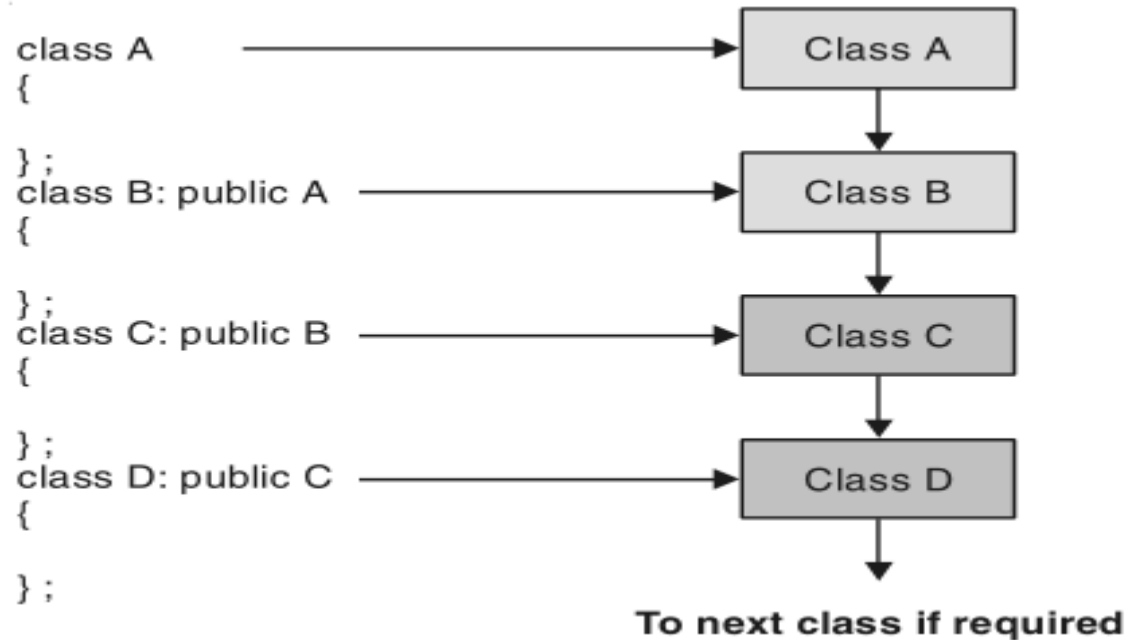 class A
{
} ;
class B: public A
{
} ;
class C: public B
{
} ;
class D: public C
{
} ;
Class A
Class B
Class C
Class D
To next class if required